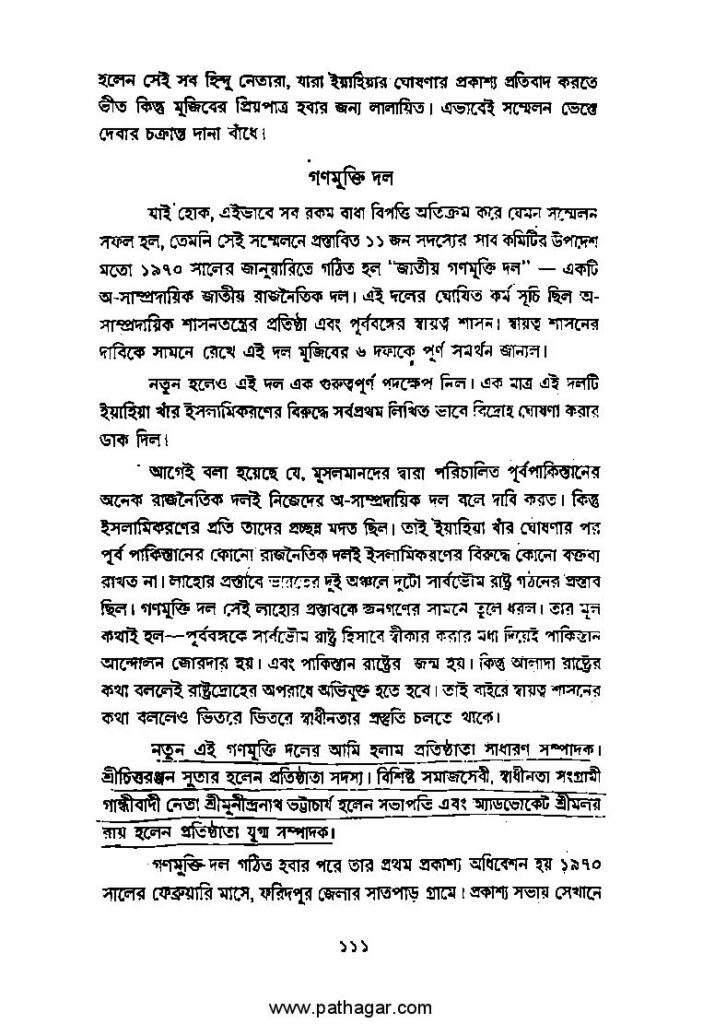 হলেন সেই সব হিন্দু নেতারা, যারা ইয়াহিয়ার ঘোষণার প্রকাশ্য প্রতিবাদ করতে
ভীত কিন্তু মুজিবের প্রিয়পাত্র হবার জন্য লালায়িত। এভাবেই সম্মেলন ভেস্তে
দেবার চক্রান্ত দানা বাঁধে।
গণমুক্তি দল
যাই হোক, এইভাবে সব রকম বাধা বিপত্তি অতিক্রম করে যেমন সম্মেলন
সফল হল, তেমনি সেই সম্মেলনে প্রস্তাবিত ১১ জন সদস্যের সাব কমিটির উপদেশ
মতো ১৯৭০ সালের জানুয়ারিতে গঠিত হল "জাতীয় গণমুক্তি দল" — একটি
অ-সাম্প্রদায়িক জাতীয় রাজনৈতিক দল। এই দলের ঘোষিত কর্ম সূচি ছিল অ-
সাম্প্রদায়িক শাসনতন্ত্রের প্রতিষ্ঠা এবং পূর্ববঙ্গের স্বায়ত্ব শাসন। স্বায়ত্ব শাসনের
দাবিকে সামনে রেখে এই দল মুজিবের ৬ দফাকে পূর্ণ সমর্থন জানাল।
নতুন হলেও এই দল এক গুরুত্বপূর্ণ পদক্ষেপ নিল। এক মাত্র এই দলটি
ইয়াহিয়া খাঁর ইসলামিকরণের বিরুদ্ধে সর্বপ্রথম লিখিত ভাবে বিদ্রোহ ঘোষণা করার
ডাক দিল।
আগেই বলা হয়েছে যে, মুসলমানদের দ্বারা পরিচালিত পূর্বপাকিস্তানের
অনেক রাজনৈতিক দলই নিজেদের অ-সাম্প্রদায়িক দল বলে দাবি করত। কিন্তু
ইসলামিকরণের প্রতি তাদের প্রচ্ছন্ন মদত ছিল। তাই ইয়াহিয়া খাঁর ঘোষণার পর
পূর্ব পাকিস্তানের কোনো রাজনৈতিক দলই ইসলামিকরণের বিরুদ্ধে কোনো বক্তব্য
রাখত না। লাহোর প্রস্তাবে ভারতের দুই অঞ্চলে দুটো সার্বভৌম রাষ্ট্র গঠনের প্রস্তাব
ছিল। গণমুক্তি দল সেই লাহোর প্রস্তাবকে জনগণের সামনে তুলে ধরল। তার মূল
কথাই হল—পূর্ববঙ্গকে সার্বভৌম রাষ্ট্র হিসাবে স্বীকার করার মধ্য দিয়েই পাকিস্তান
আন্দোলন জোরদার হয়। এবং পাকিস্তান রাষ্ট্রের জন্ম হয়। কিন্তু আলাদা রাষ্ট্রের
কথা বললেই রাষ্ট্রদ্রোহের অপরাধে অভিযুক্ত হতে হবে। তাই বাইরে স্বায়ত্ব শাসনের
কথা বললেও ভিতরে ভিতরে স্বাধীনতার প্রস্তুতি চলতে থাকে।
নতুন এই গণমুক্তি দলের আমি হলাম প্রতিষ্ঠাতা সাধারণ সম্পাদক।
শ্রীচিত্তরঞ্জন সুতার হলেন প্রতিষ্ঠাতা সদস্য। বিশিষ্ট সমাজসেবী, স্বাধীনতা সংগ্রামী
গান্ধীবাদী নেতা শ্রীমুনীন্দ্রনাথ ভট্টাচার্য হলেন সভাপতি এবং অ্যাডভোকেট শ্রীমলয়
রায় হলেন প্রতিষ্ঠাতা যুগ্ম সম্পাদক।
গণমুক্তি দল গঠিত হবার পরে তার প্রথম প্রকাশ্য অধিবেশন হয় ১৯৭০
সালের ফেব্রুয়ারি মাসে, ফরিদপুর জেলার সাতপাড় গ্রামে। প্রকাশ্য সভায় সেখানে
১১১
www.pathagar.com